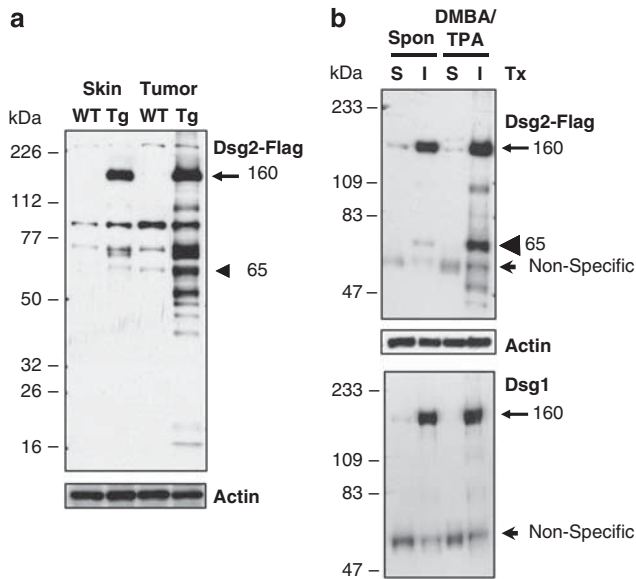 a
Skin Tumor
kDa WT Tg WT Tg
Dsg2-Flag
226 –
160
112 –
77 –
65
50 –
32 –
26 –
16 –
Actin
b
DMBA/
Spon TPA
kDa S I S I Tx
233 –
Dsg2-Flag
160
109 –
83 –
65
Non-Specific
47 –
Actin
233 –
Dsg1
160
109 –
83 –
Non-Specific
47 –